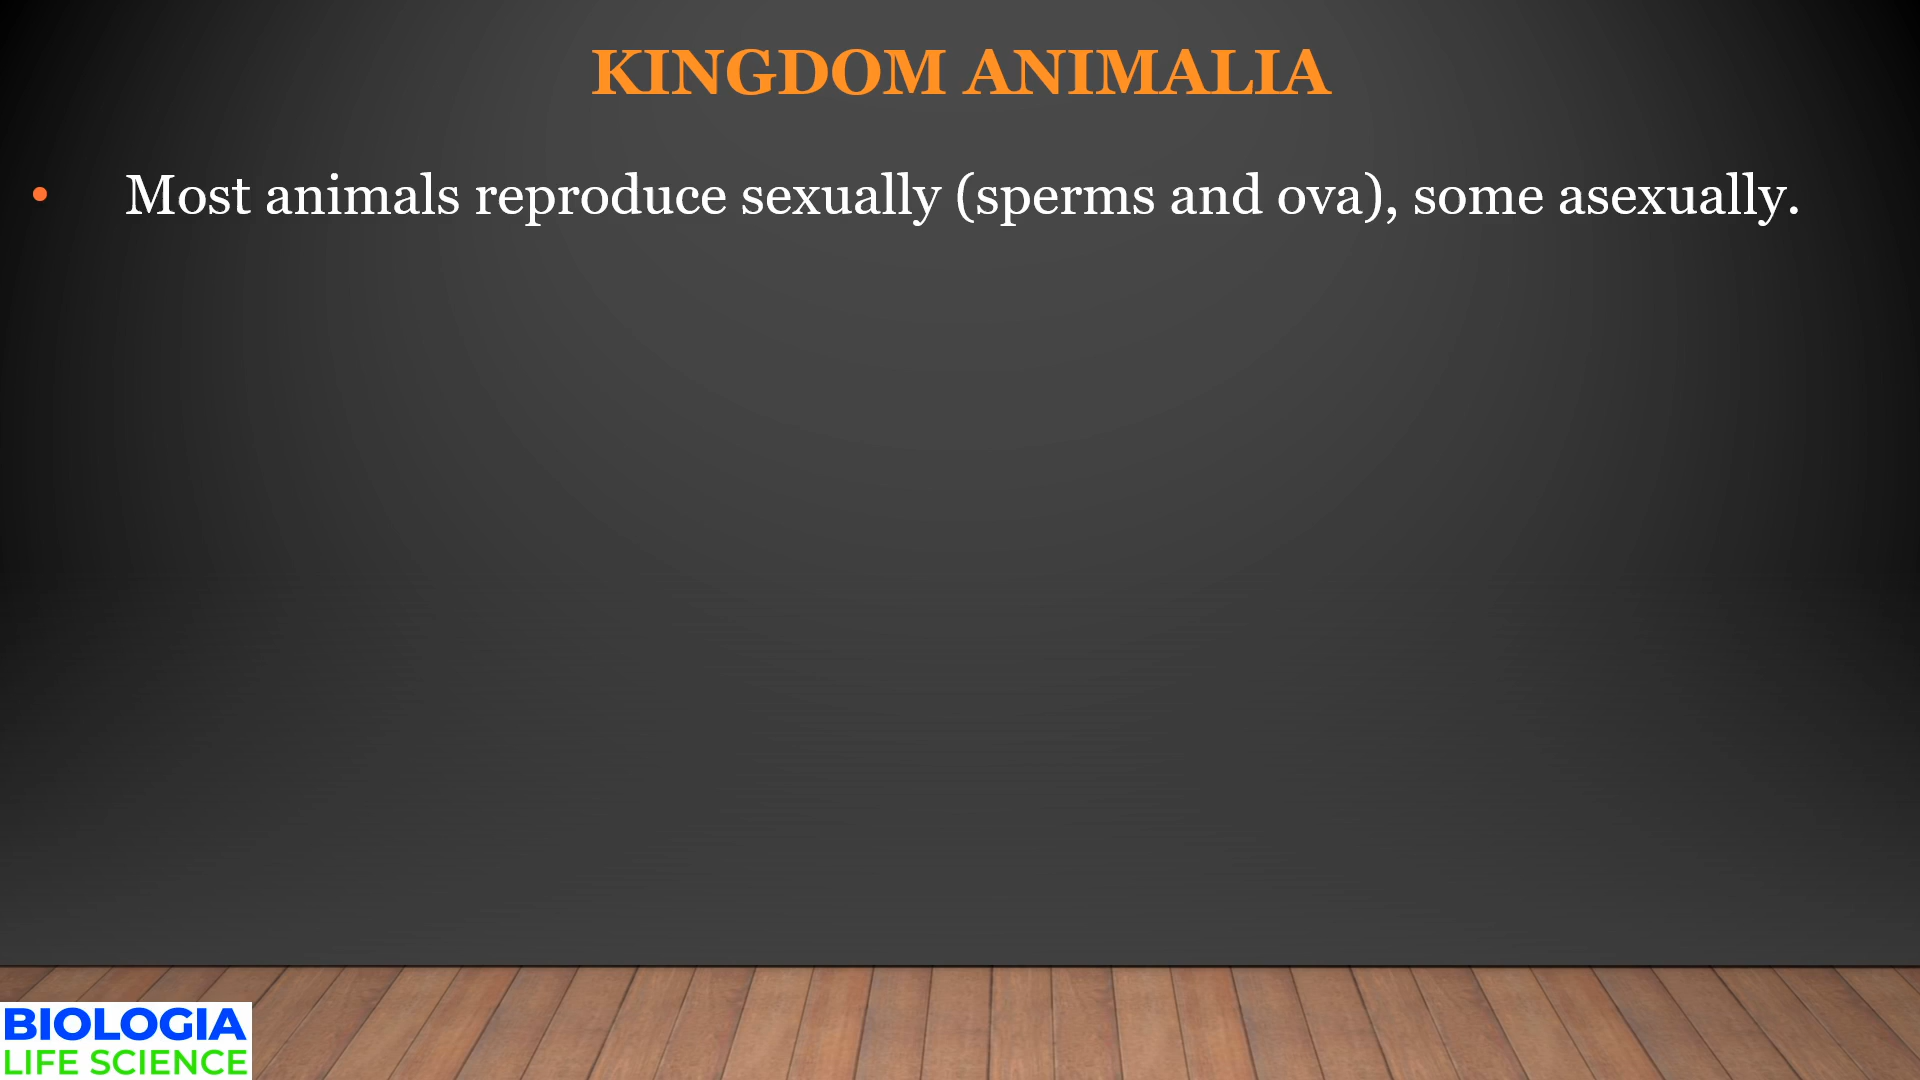 KINGDOM ANIMALIA
• Most animals reproduce sexually (sperms and ova), some asexually.
BIOLOGIA
LIFE SCIENCE